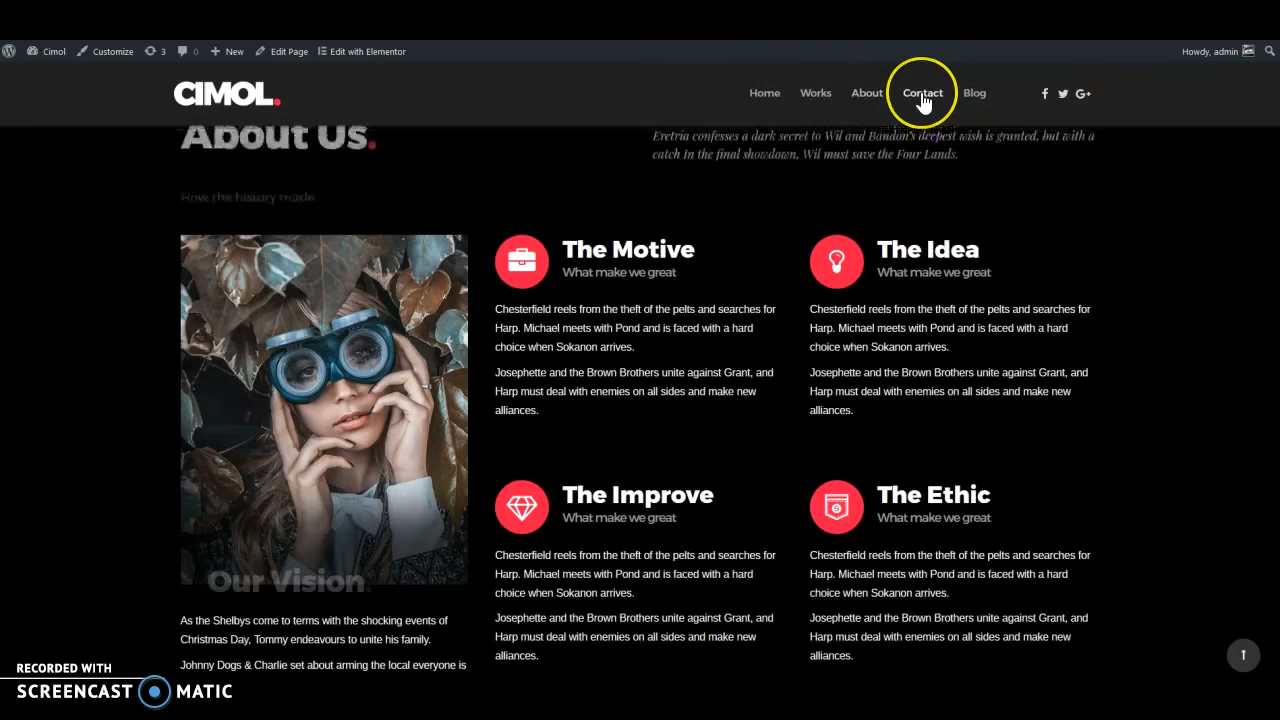 Cimol Customize 3 0 New Edit Page Edit with Elementor Howdy, admin
CIMOL.
Home Works About Contact Blog
About Us.
Eretria confesses a dark secret to Wil and Bandon's deepest wish is granted, but with a
catch In the final showdown, Wil must save the Four Lands.
How the history made
The Motive
What make we great
Chesterfield reels from the theft of the pelts and searches for
Harp. Michael meets with Pond and is faced with a hard
choice when Sokanon arrives.
Josephette and the Brown Brothers unite against Grant, and
Harp must deal with enemies on all sides and make new
alliances.
The Idea
What make we great
Chesterfield reels from the theft of the pelts and searches for
Harp. Michael meets with Pond and is faced with a hard
choice when Sokanon arrives.
Josephette and the Brown Brothers unite against Grant, and
Harp must deal with enemies on all sides and make new
alliances.
The Improve
What make we great
Chesterfield reels from the theft of the pelts and searches for
Harp. Michael meets with Pond and is faced with a hard
choice when Sokanon arrives.
Josephette and the Brown Brothers unite against Grant, and
Harp must deal with enemies on all sides and make new
alliances.
The Ethic
What make we great
Chesterfield reels from the theft of the pelts and searches for
Harp. Michael meets with Pond and is faced with a hard
choice when Sokanon arrives.
Josephette and the Brown Brothers unite against Grant, and
Harp must deal with enemies on all sides and make new
alliances.
Our Vision.
As the Shelbys come to terms with the shocking events of
Christmas Day, Tommy endeavours to unite his family.
Johnny Dogs & Charlie set about arming the local everyone is
RECORDED WITH
SCREENCAST MATIC